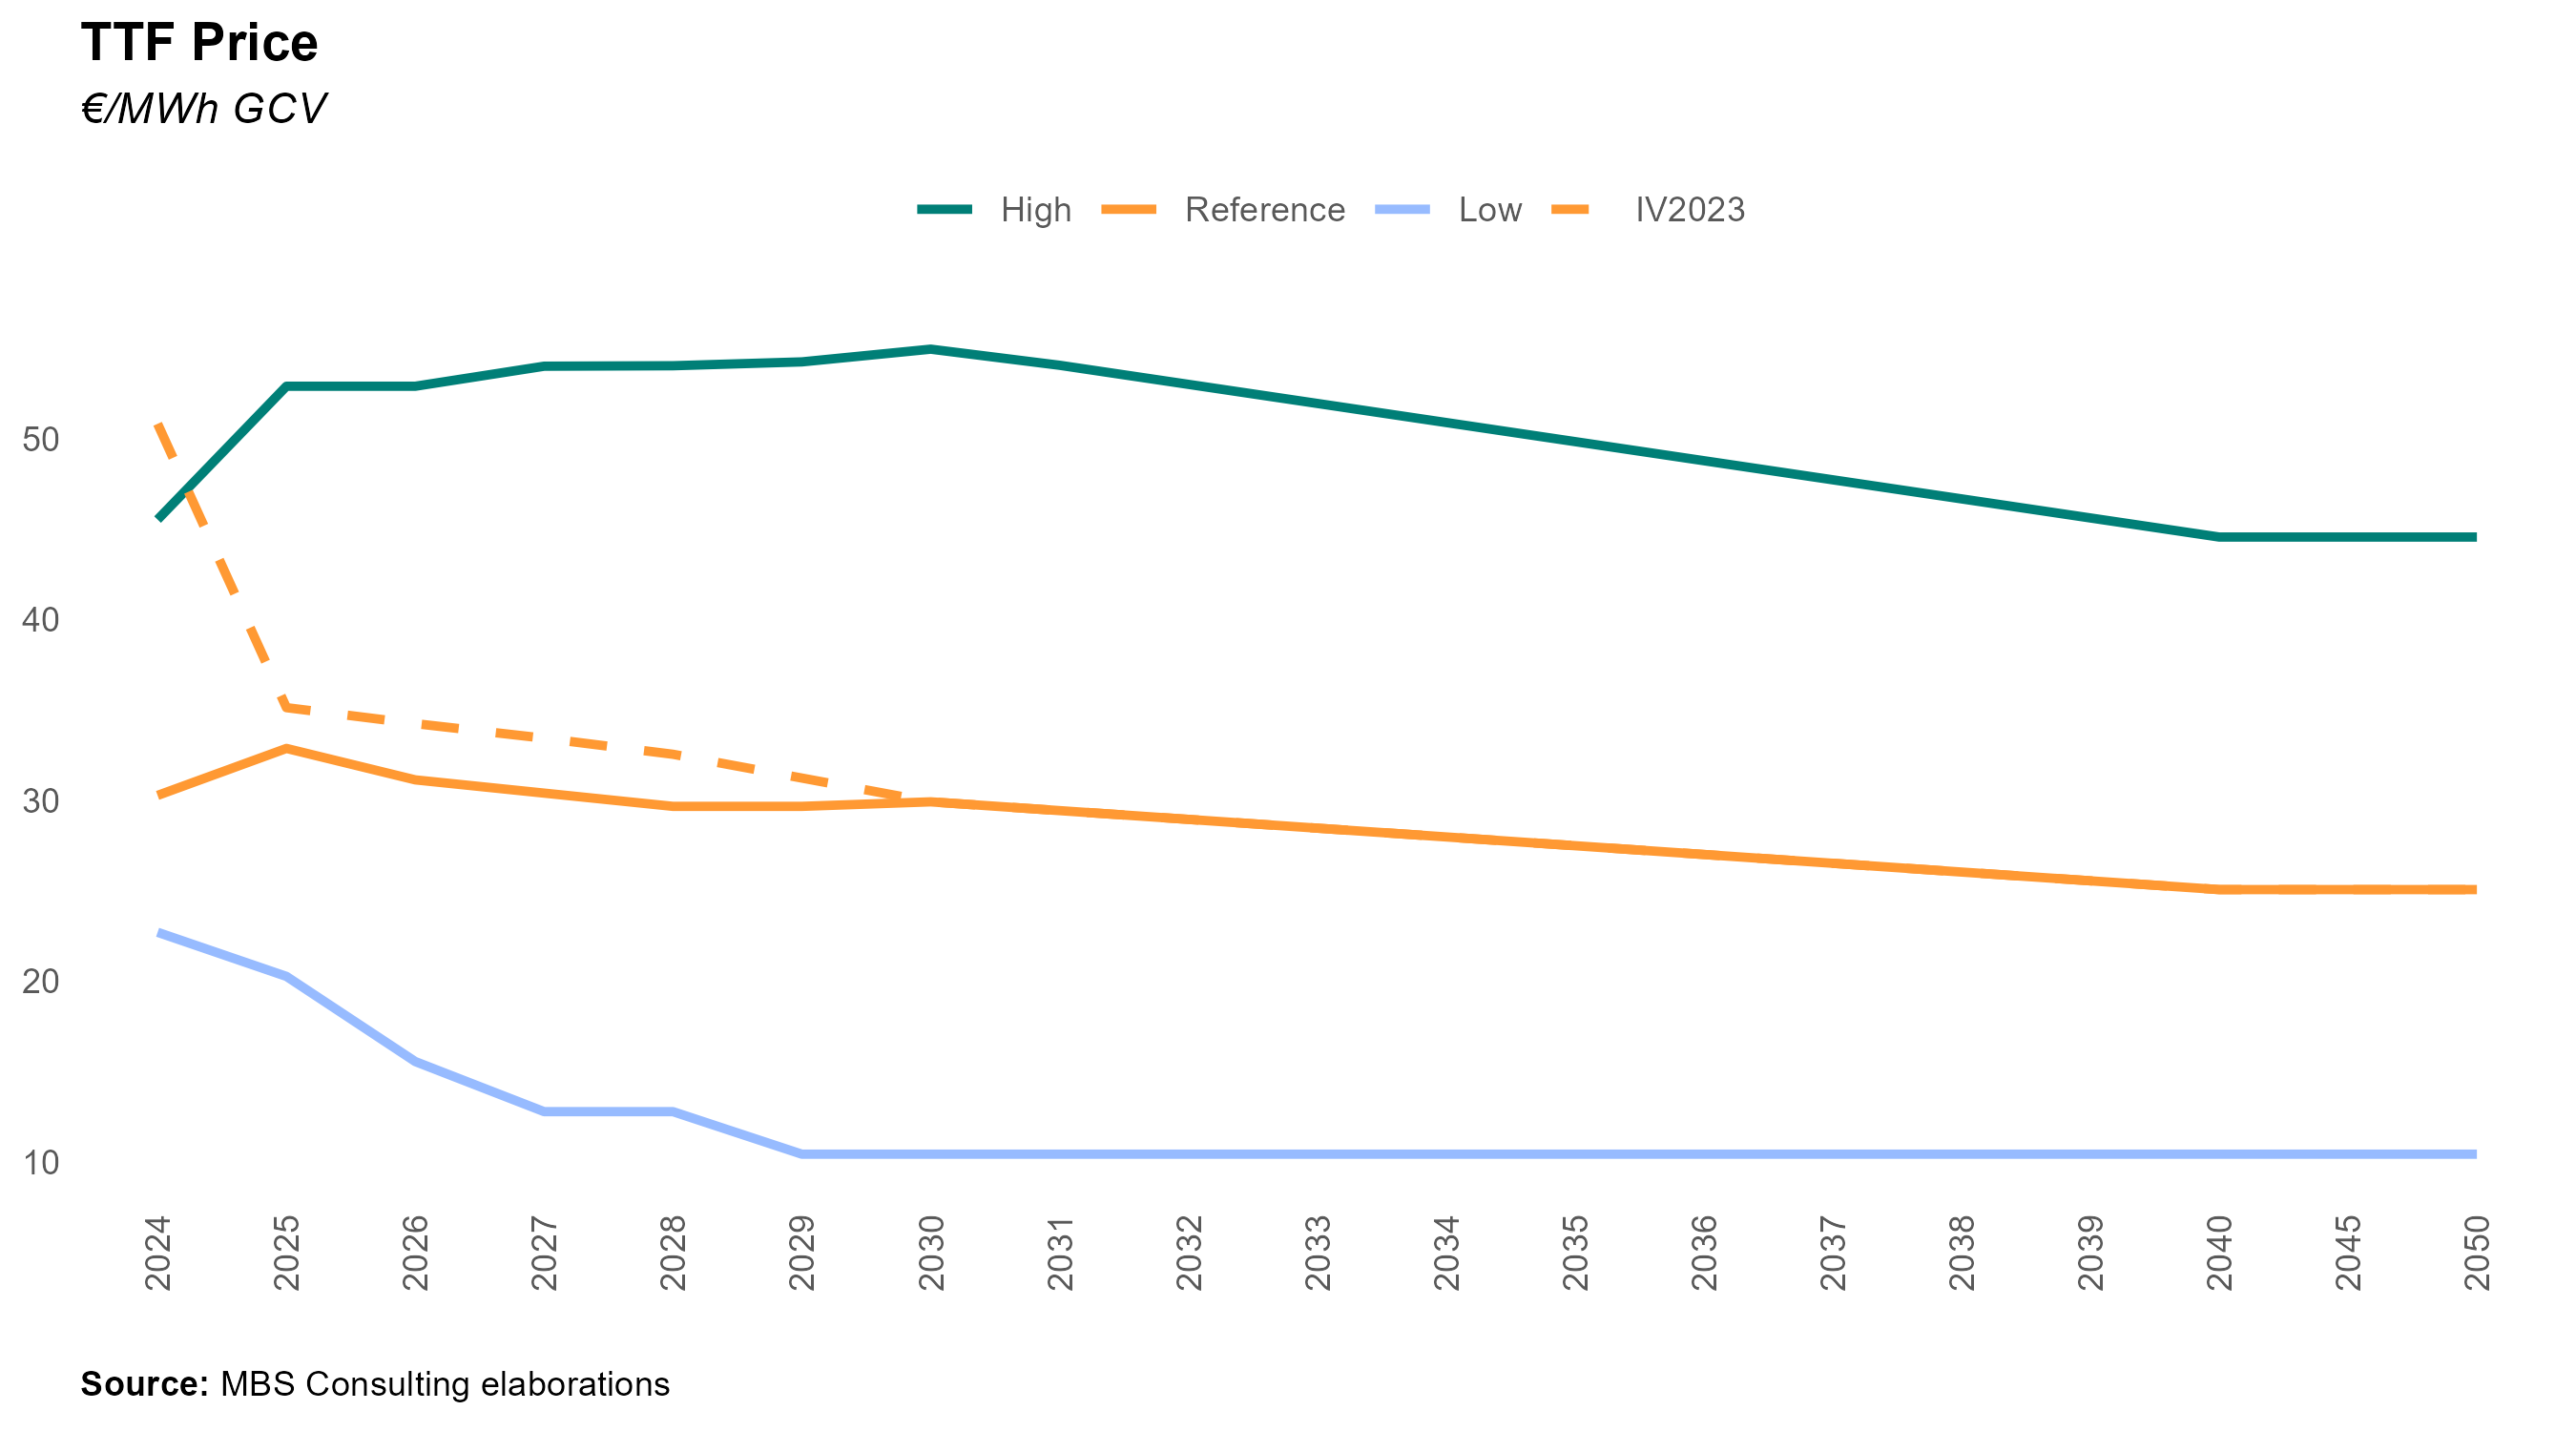 TTF Price
€/MWh GCV
High Reference Low IV2023
50
40
30
20
10
2024 2025 2026 2027 2028 2029 2030 2031 2032 2033 2034 2035 2036 2037 2038 2039 2040 2045 2050
Source: MBS Consulting elaborations